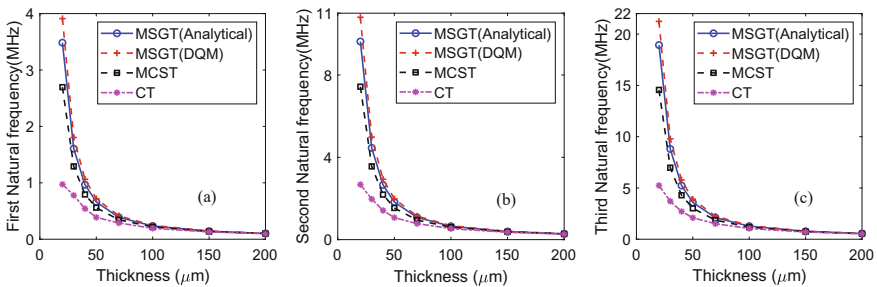 First Natural frequency(MHz)
4
3
2
1
0
MSGT(Analytical)
MSGT(DQM)
MCST
CT
(a)
0 50 100 150 200
Thickness (μm)
Second Natural frequency(MHz)
11
8
4
0
MSGT(Analytical)
MSGT(DQM)
MCST
CT
(b)
0 50 100 150 200
Thickness (μm)
Third Natural frequency(MHz)
22
20
15
10
5
0
MSGT(Analytical)
MSGT(DQM)
MCST
CT
(c)
0 50 100 150 200
Thickness (μm)